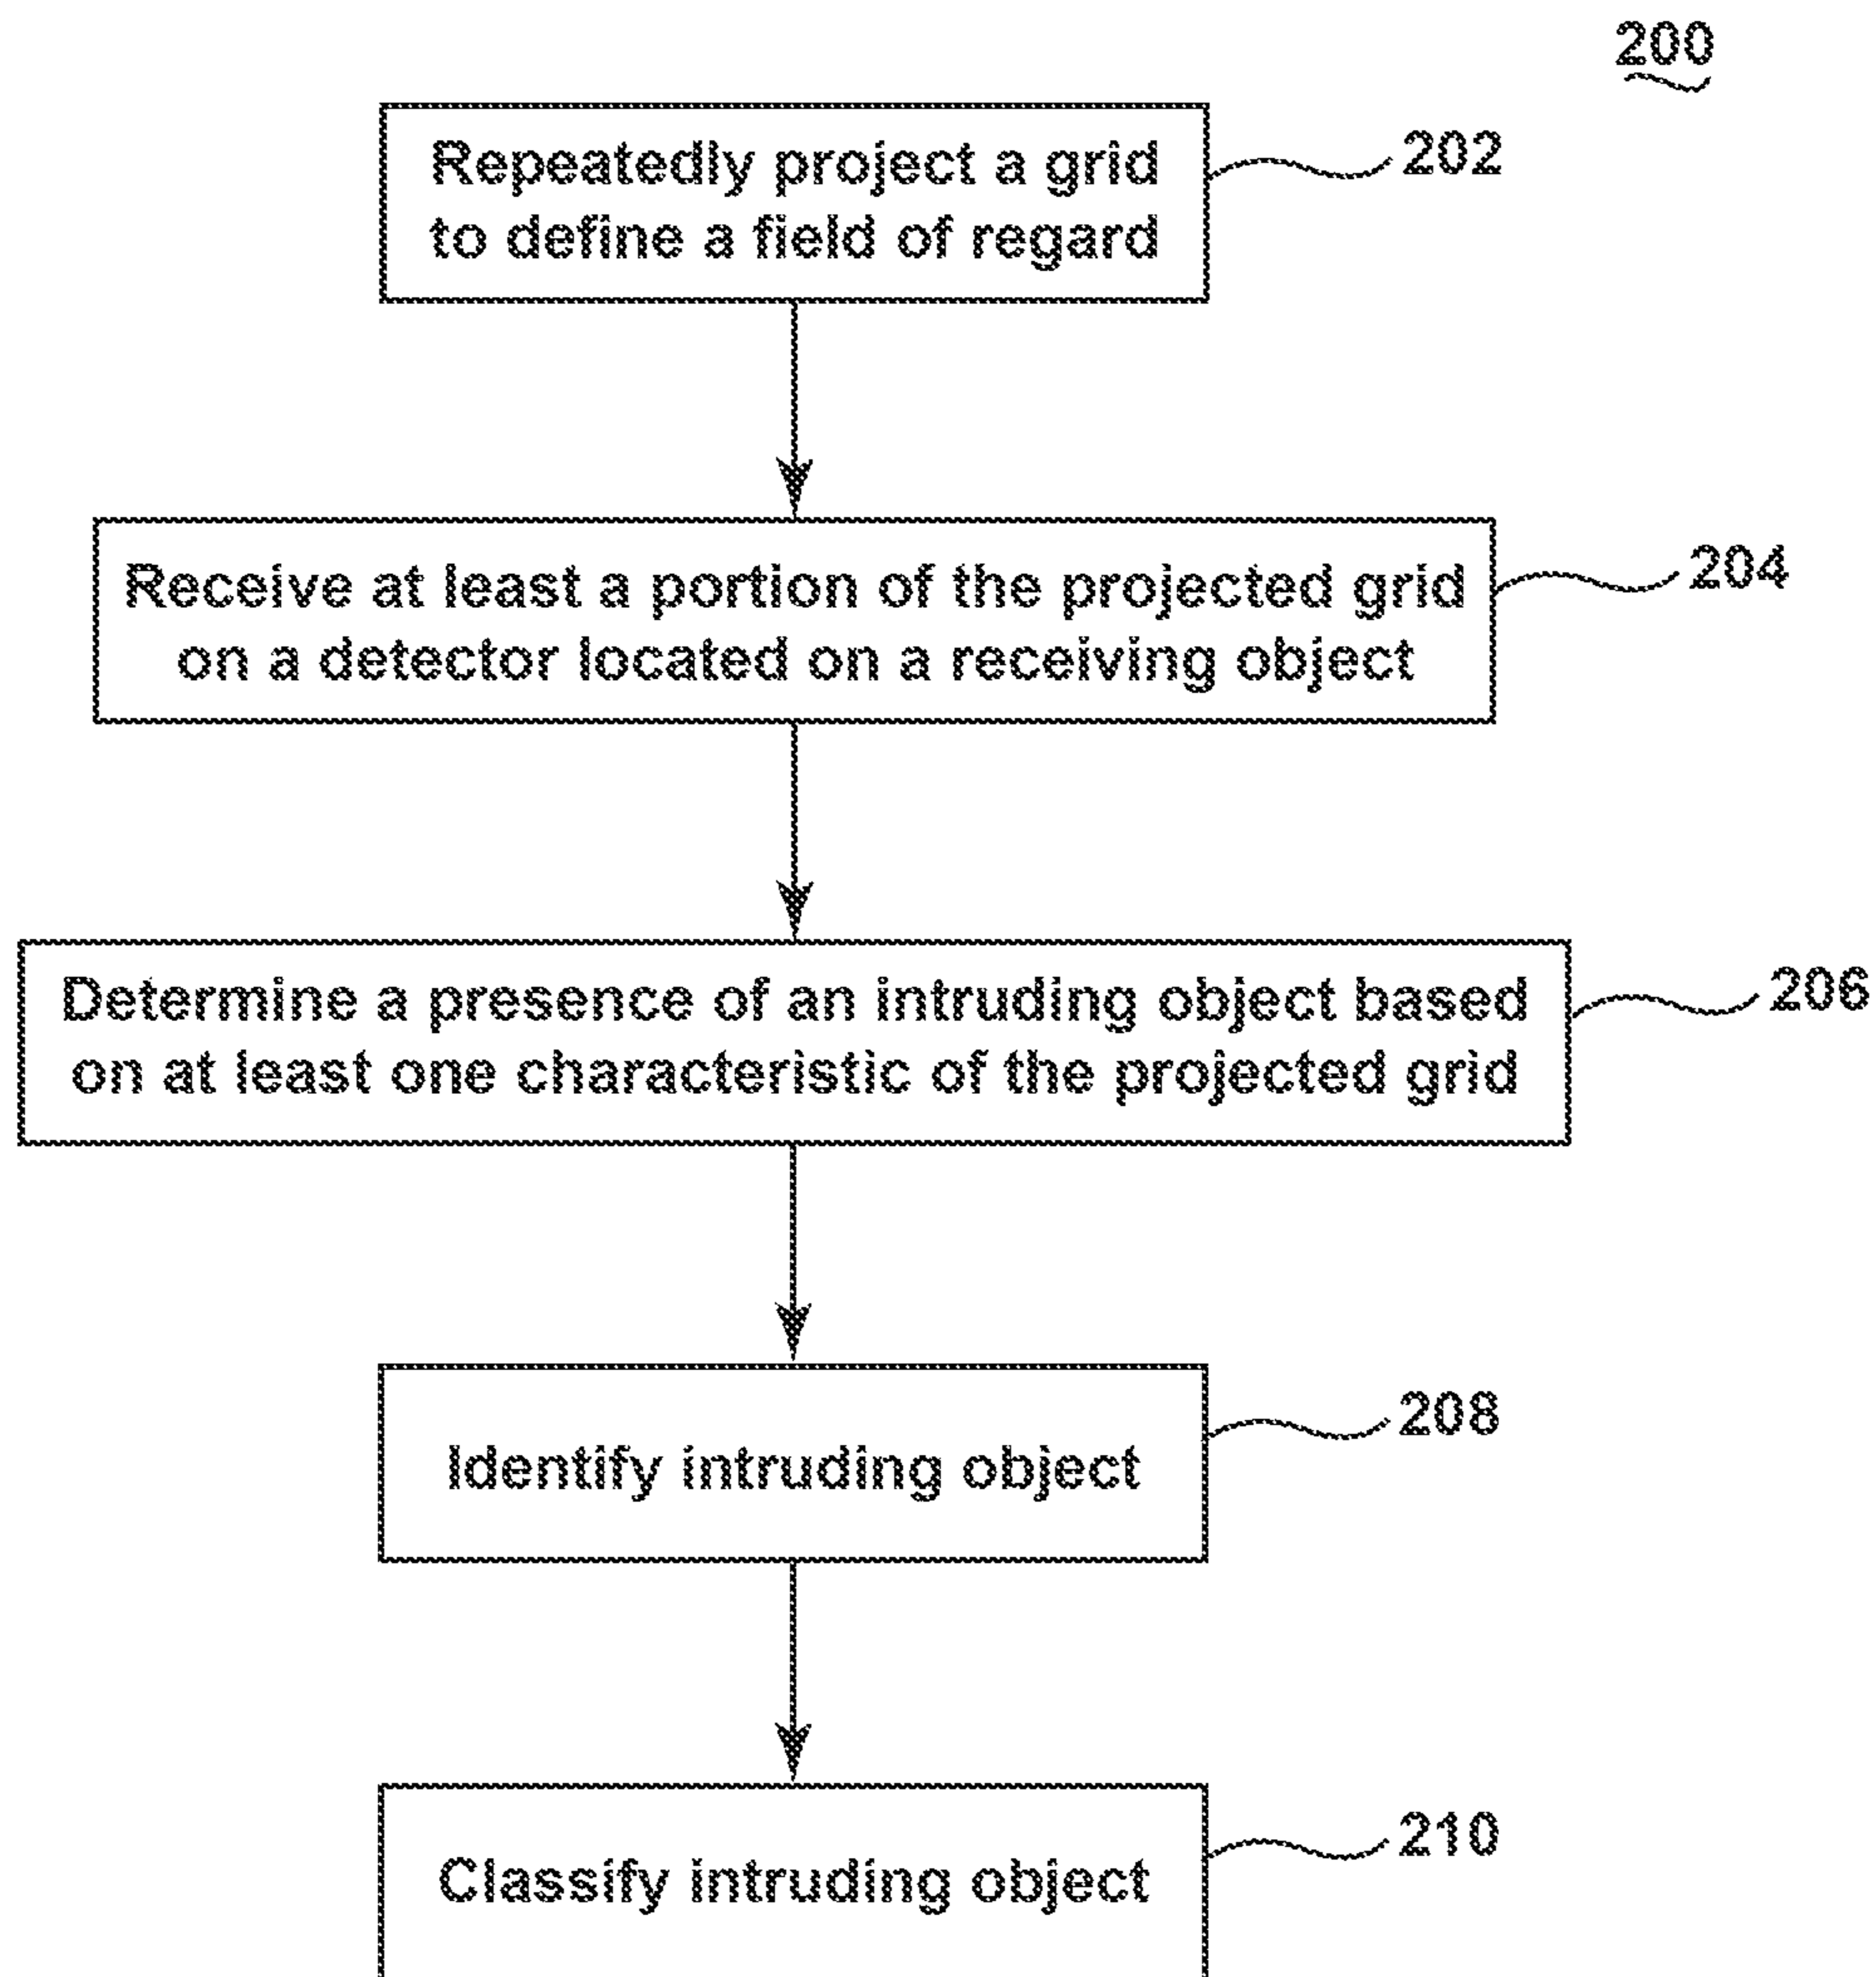 200
Repeatedly project a grid
to define a field of regard
202
Receive at least a portion of the projected grid
on a detector located on a receiving object
204
Determine a presence of an intruding object based
on at least one characteristic of the projected grid
206
Identify intruding object
208
Classify intruding object
210